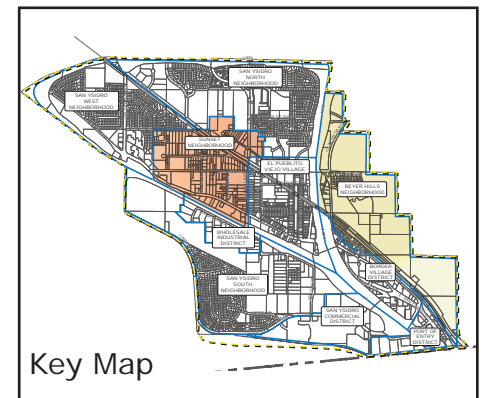 SAN YSIDRO
NORTH
NEIGHBORHOOD
SAN YSIDRO
WEST
NEIGHBORHOOD
SUNSET
NEIGHBORHOOD
EL PUEBLITO
VIEJO VILLAGE
BEYER HILLS
NEIGHBORHOOD
WHOLESALE
INDUSTRIAL
DISTRICT
BORDER
VILLAGE
DISTRICT
SAN YSIDRO
SOUTH
NEIGHBORHOOD
SAN YSIDRO
COMMERCIAL
DISTRICT
PORT OF
ENTRY
DISTRICT
Key Map